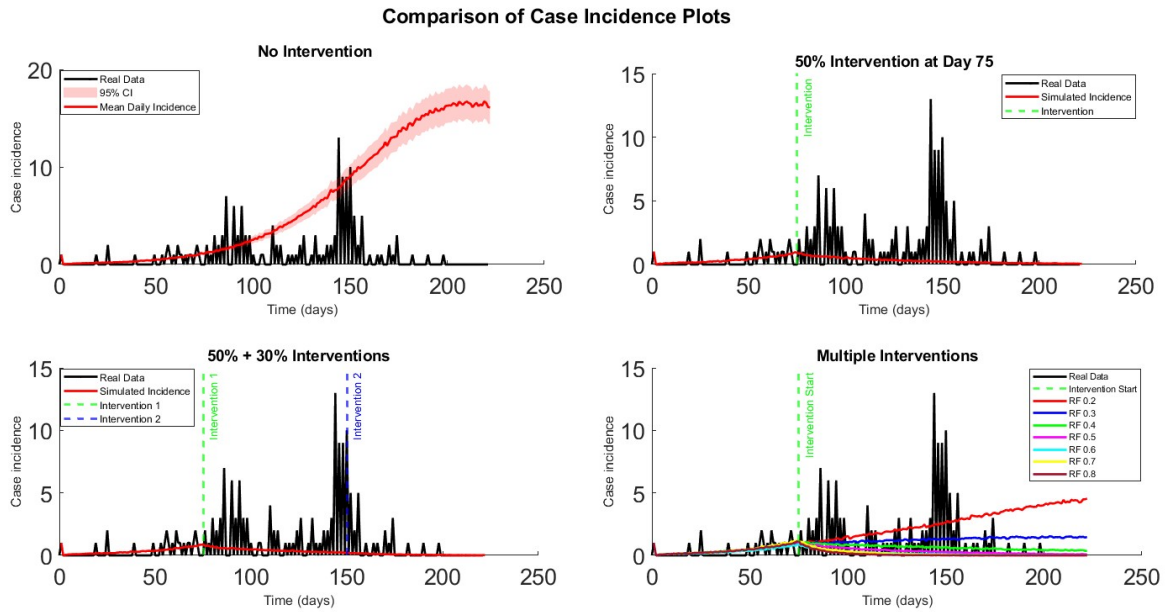 Comparison of Case Incidence Plots
No Intervention
20
10
0
Case incidence
Real Data
95% CI
Mean Daily Incidence
0 50 100 150 200 250
Time (days)
50% Intervention at Day 75
15
10
5
0
Case incidence
Intervention
Real Data
Simulated Incidence
Intervention
0 50 100 150 200 250
Time (days)
50% + 30% Interventions
15
10
5
0
Case incidence
Real Data
Simulated Incidence
Intervention 1
Intervention 2
Intervention 1
Intervention 2
0 50 100 150 200 250
Time (days)
Multiple Interventions
15
10
5
0
Case incidence
Intervention Start
Real Data
Intervention Start
RF 0.2
RF 0.3
RF 0.4
RF 0.5
RF 0.6
RF 0.7
RF 0.8
0 50 100 150 200 250
Time (days)